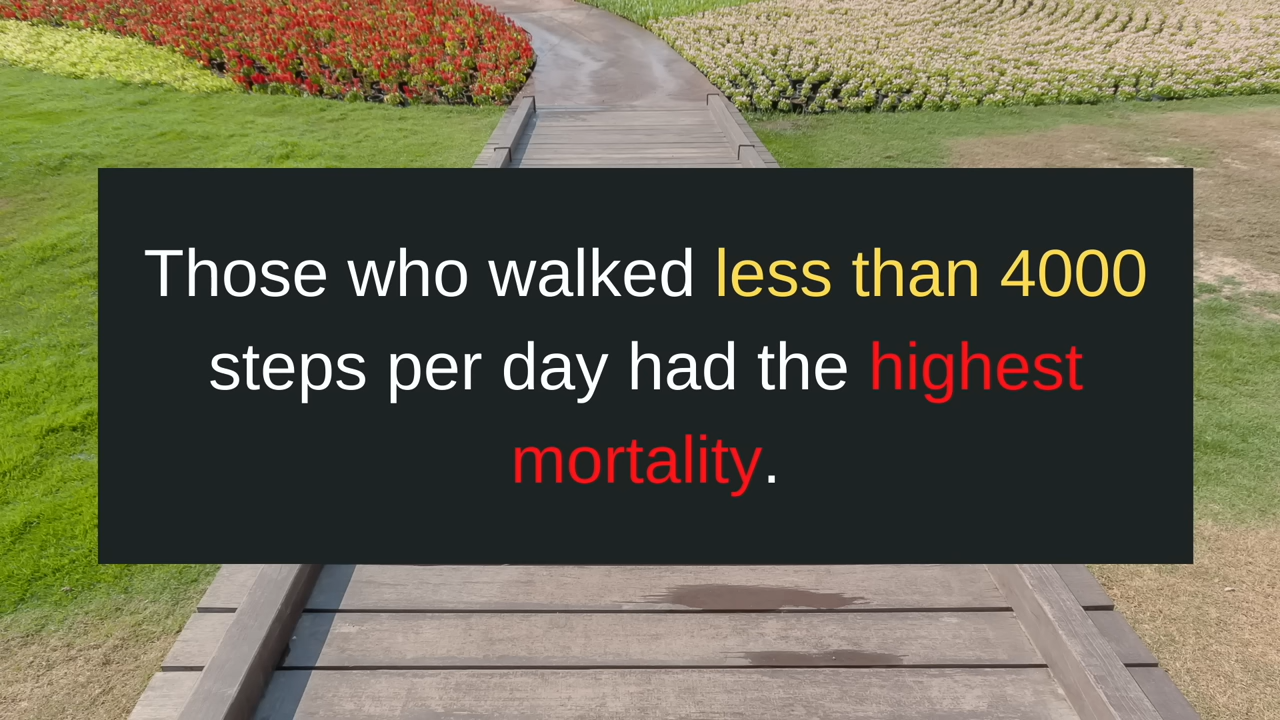 Those who walked less than 4000
steps per day had the highest
mortality.